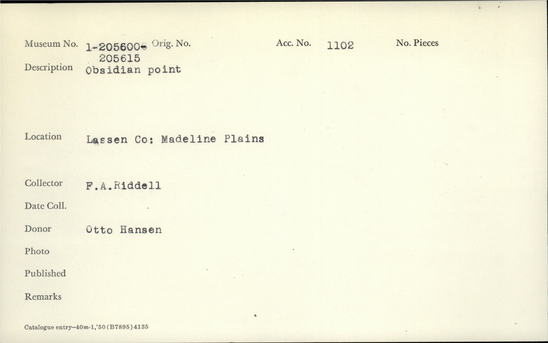 Museum No. 1-205600- Orig. No. Acc. No. 1102 No. Pieces
205615
Description Obsidian point
Location Lassen Co: Madeline Plains
Collector F.A.Riddell
Date Coll.
Donor Otto Hansen
Photo
Published
Remarks
Catalogue entry—40m-1,'50 (B7895) 4135